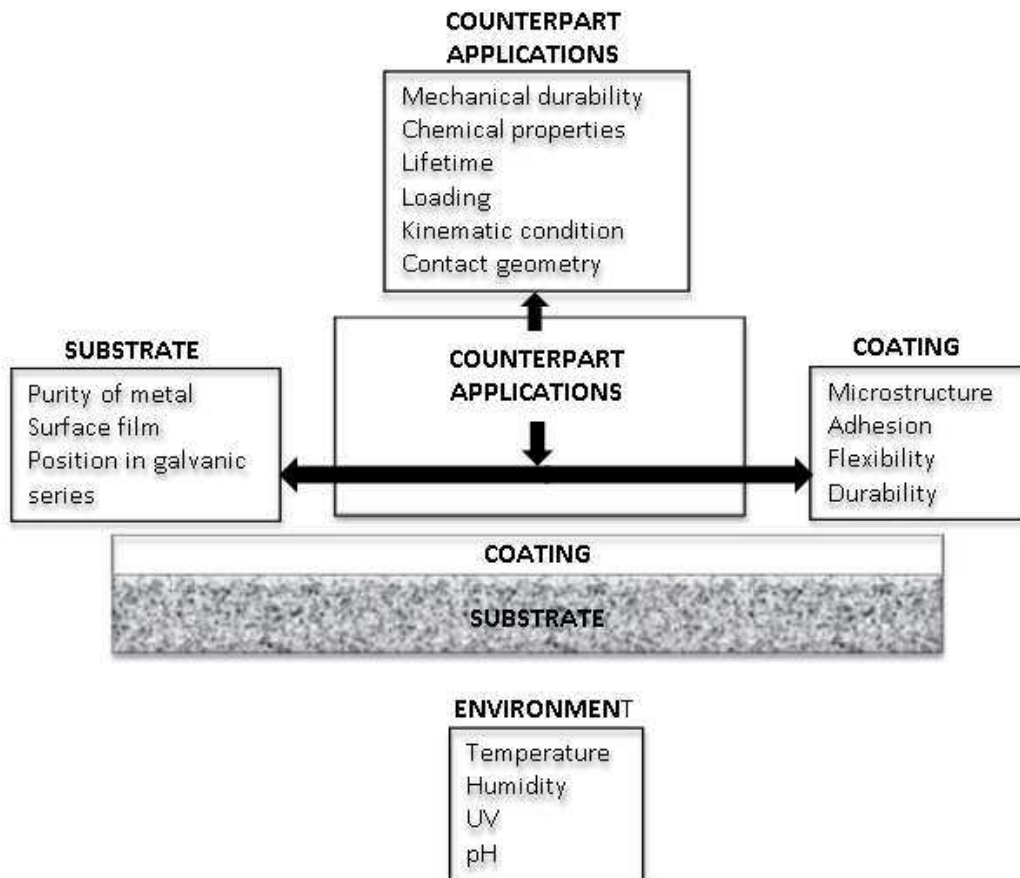 COUNTERPART
APPLICATIONS
Mechanical durability
Chemical properties
Lifetime
Loading
Kinematic condition
Contact geometry
SUBSTRATE
Purity of metal
Surface film
Position in galvanic
series
COUNTERPART
APPLICATIONS
COATING
Microstructure
Adhesion
Flexibility
Durability
COATING
SUBSTRATE
ENVIRONMENT
Temperature
Humidity
UV
pH